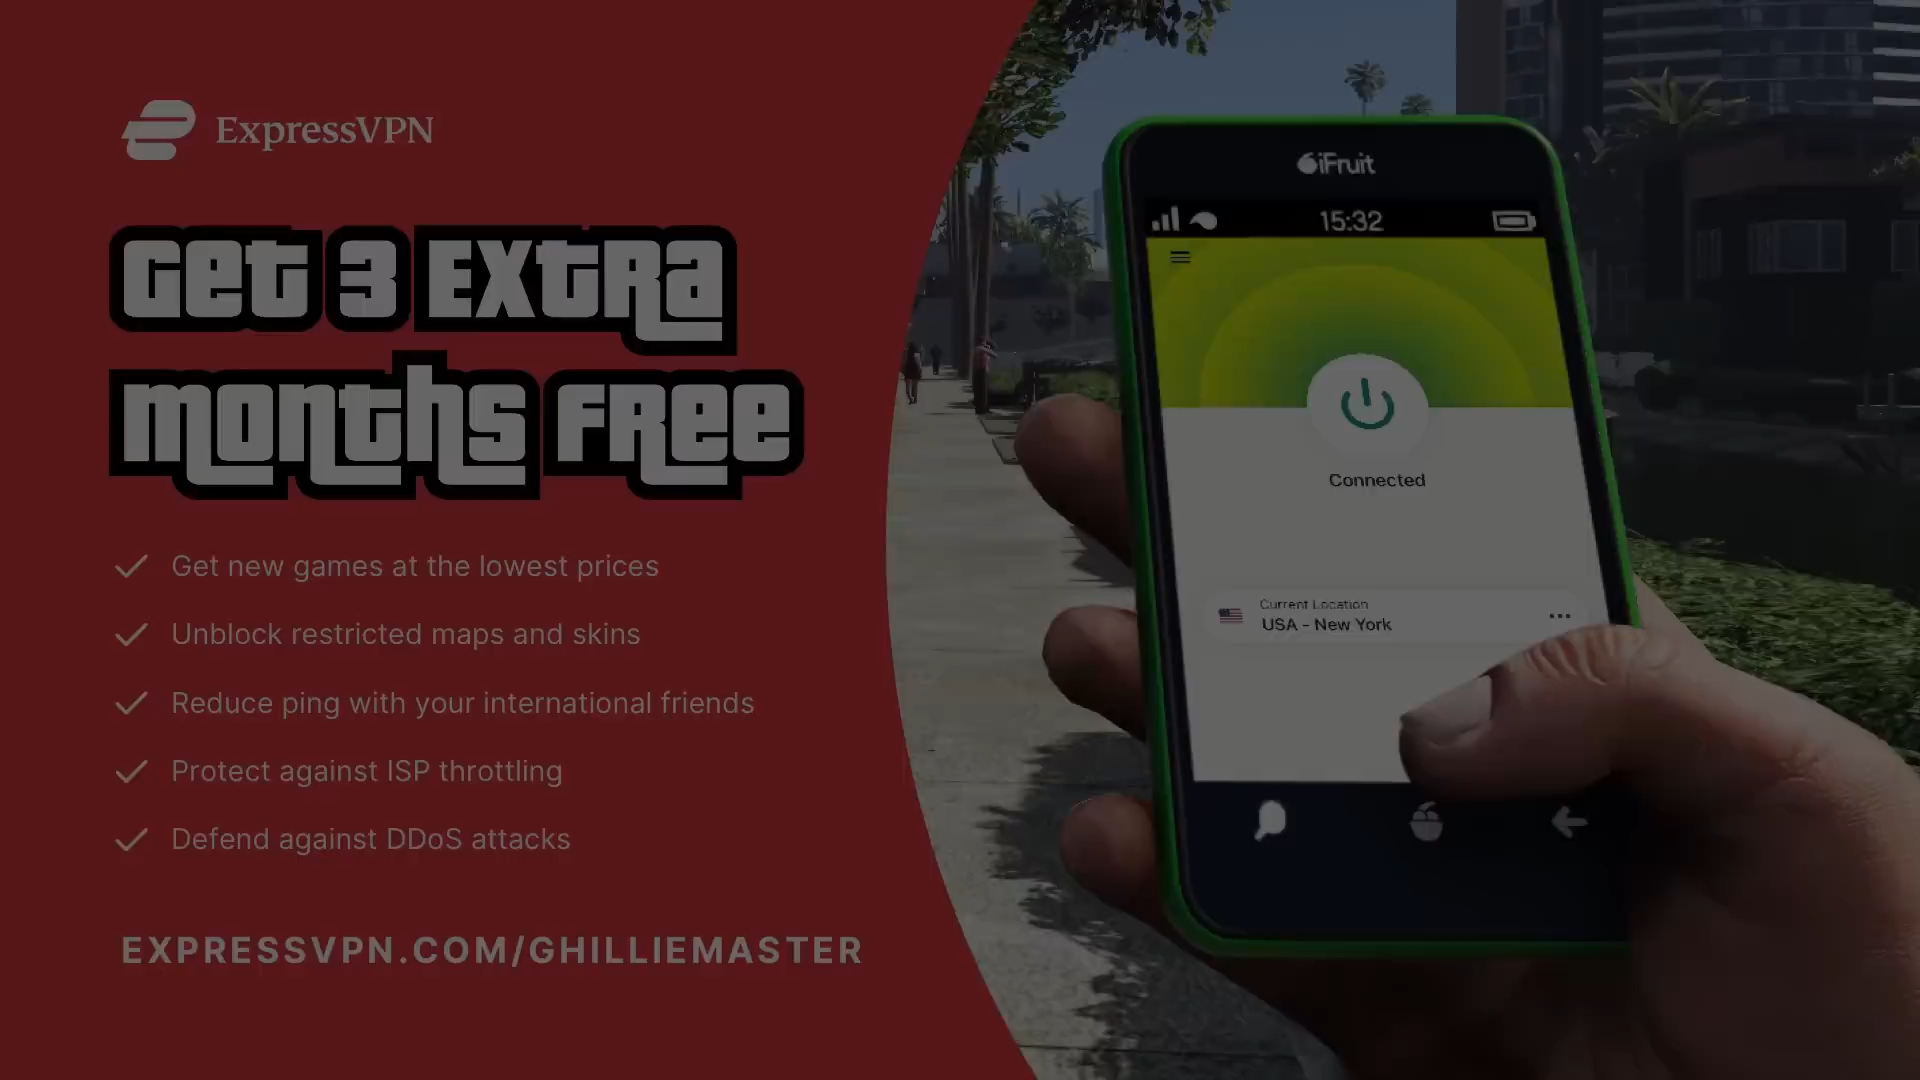 ExpressVPN
Get 3 Extra
Months Free
Get new games at the lowest prices
Unblock restricted maps and skins
Reduce ping with your international friends
Protect against ISP throttling
Defend against DDoS attacks
EXPRESSVPN.COM/GHILLIEMASTER
iFruit
15:32
Connected
Current Location
USA - New York